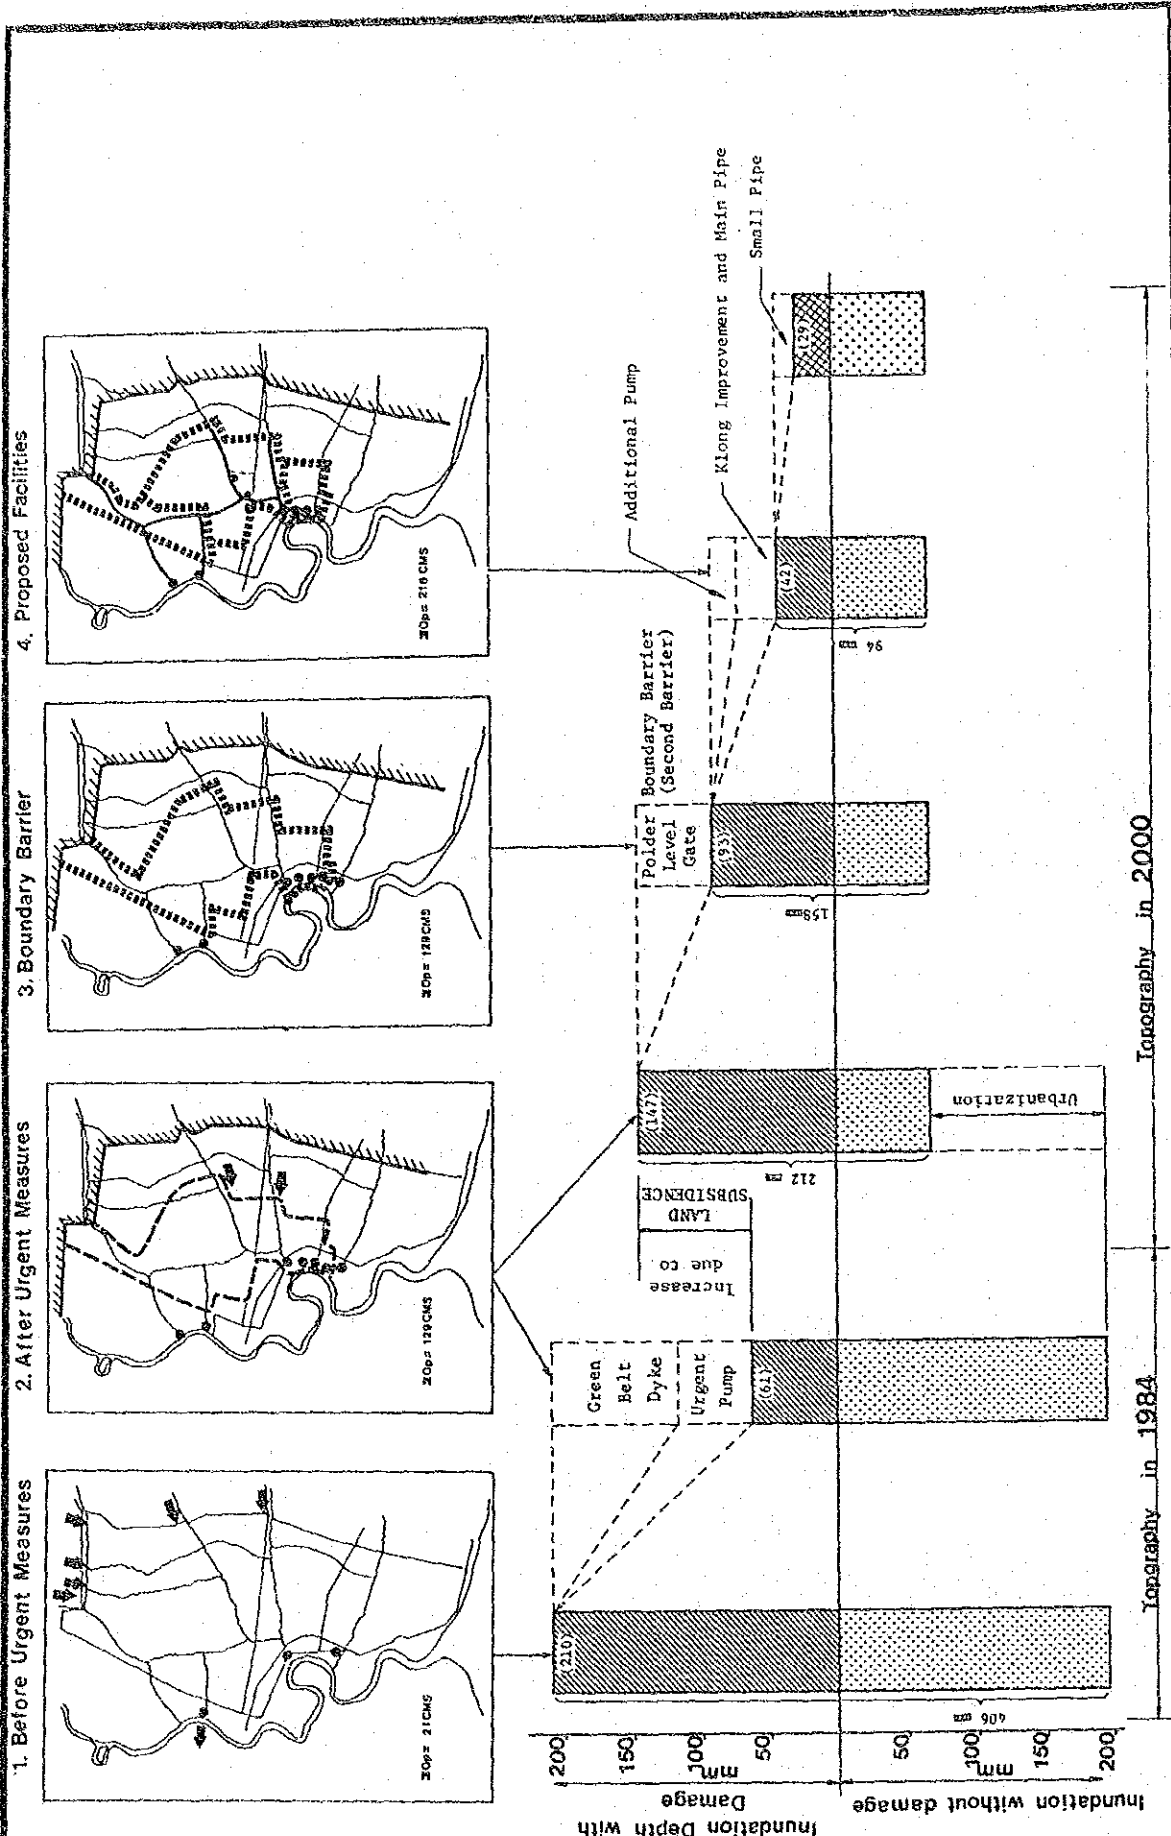 1. Before Urgent Measures
2. After Urgent Measures
3. Boundary Barrier
4. Proposed Facilities
ΣQp= 21CMS
ΣQp= 129CMS
ΣQp= 129 CMS
ΣQp= 216 CMS
Inundation Depth with
Damage
Inundation without damage
200
150
100
mm
50
50
100
mm
150
200
(210)
406 mm
Green
Belt
Dyke
Urgent
Pump
(61)
Increase
due to
LAND
SUBSIDENCE
(147)
212 mm
Urbanization
Polder
Level
Gate
Boundary Barrier
(Second Barrier)
(93)
158mm
Additional Pump
Klong Improvement and Main Pipe
Small Pipe
(42)
94 mm
(29)
Topography in 1984
Topography in 2000